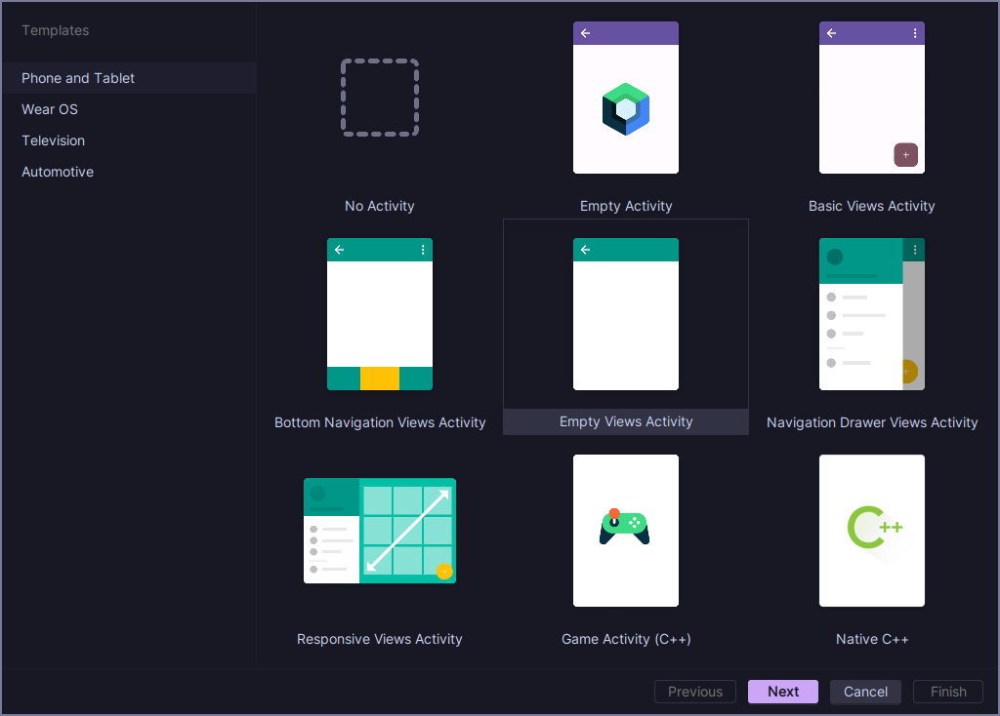 Templates
Phone and Tablet
Wear OS
Television
Automotive
No Activity
Empty Activity
Basic Views Activity
Bottom Navigation Views Activity
Empty Views Activity
Navigation Drawer Views Activity
C++
Responsive Views Activity
Game Activity (C++)
Native C++
Previous
Next
Cancel
Finish